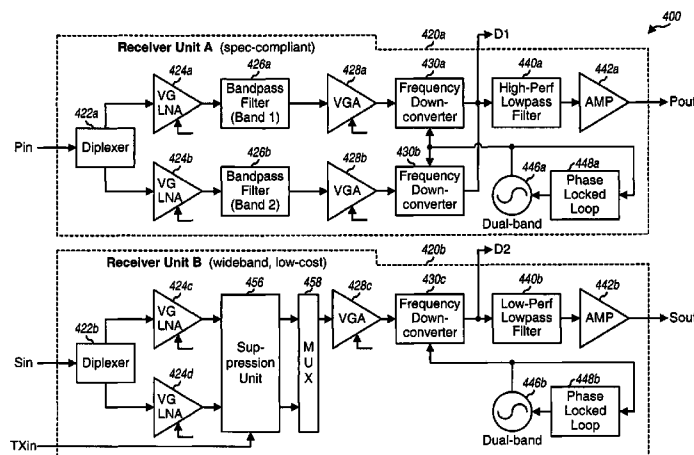 400
420a
D1
Receiver Unit A (spec-compliant)
424a
VG
LNA
426a
Bandpass
Filter
(Band 1)
428a
VGA
430a
Frequency
Down-
converter
440a
High-Perf
Lowpass
Filter
442a
AMP
Pout
422a
Diplexer
Pin
424b
VG
LNA
426b
Bandpass
Filter
(Band 2)
428b
VGA
430b
Frequency
Down-
converter
446a
Dual-band
448a
Phase
Locked
Loop
420b
D2
Receiver Unit B (wideband, low-cost)
424c
VG
LNA
456
Sup-
pression
Unit
458
M
U
X
428c
VGA
430c
Frequency
Down-
converter
440b
Low-Perf
Lowpass
Filter
442b
AMP
Sout
422b
Diplexer
Sin
424d
VG
LNA
446b
Dual-band
448b
Phase
Locked
Loop
TXin